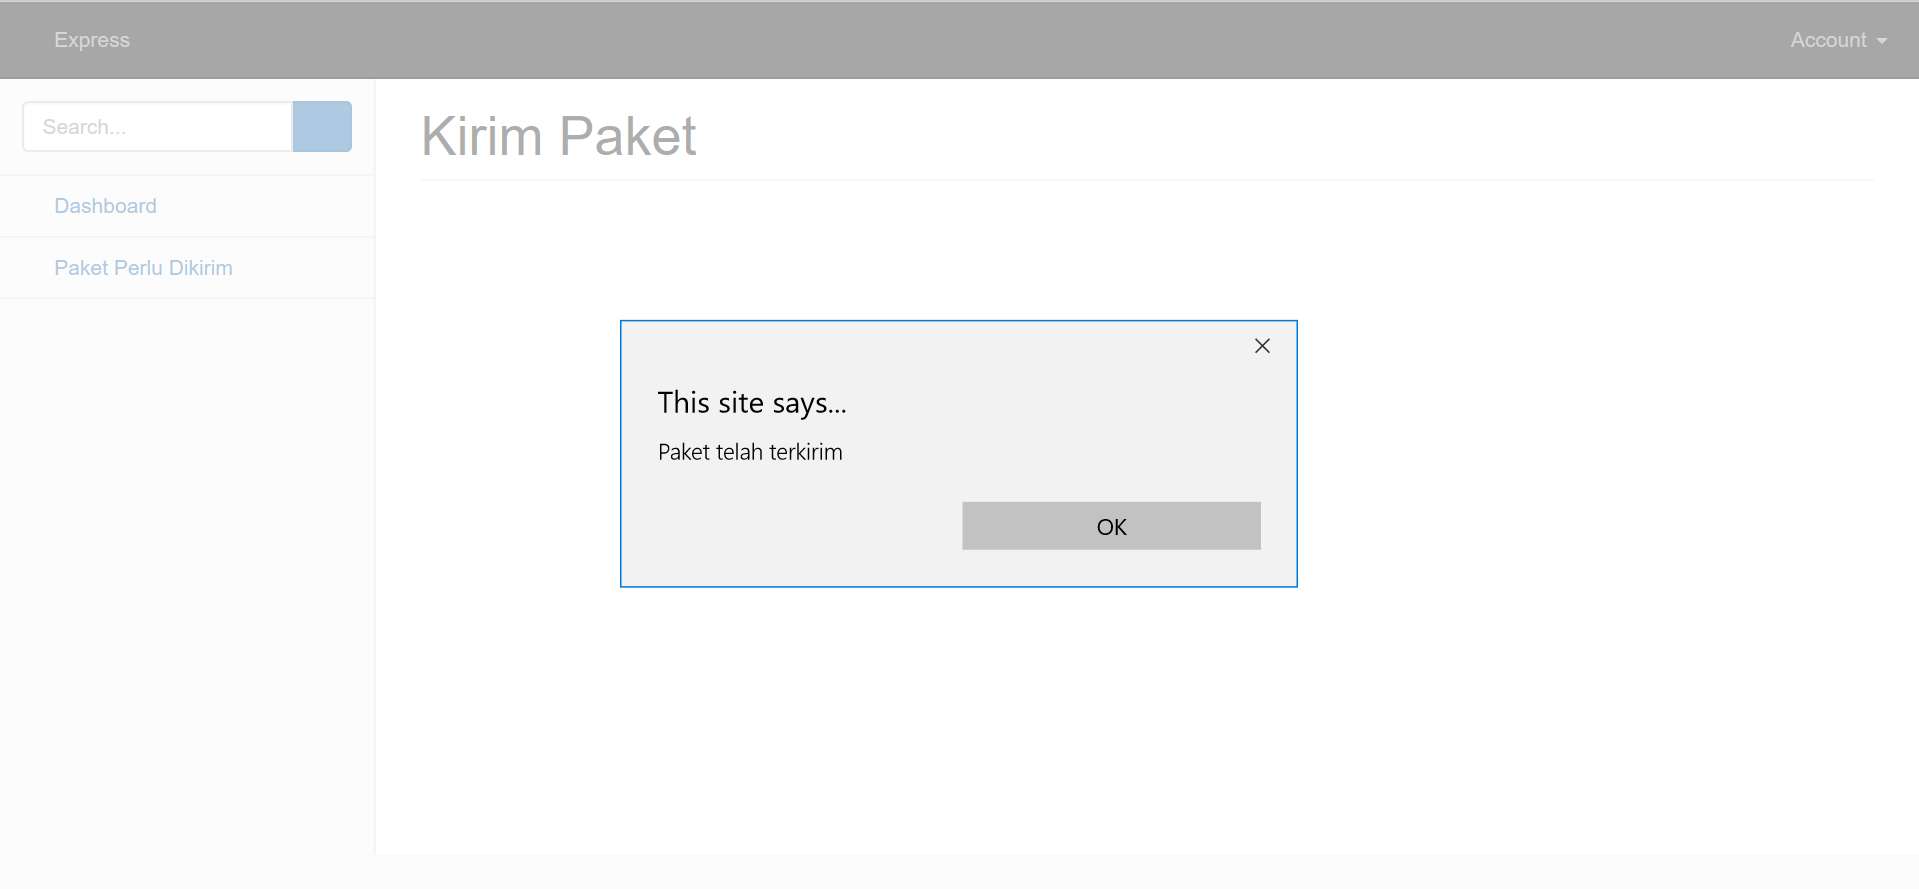 Express
Account
Search...
Kirim Paket
Dashboard
Paket Perlu Dikirim
This site says...
Paket telah terkirim
OK